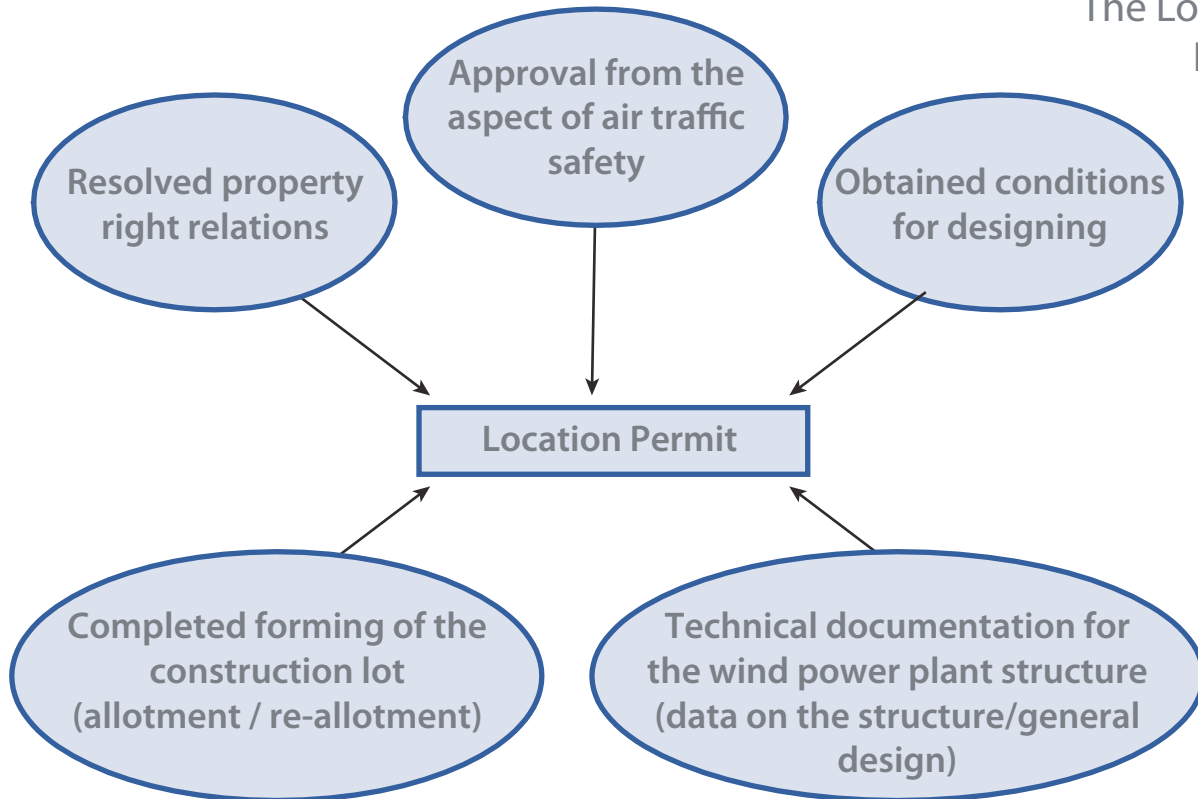 The Lo
Approval from the
aspect of air traffic
safety
Resolved property
right relations
Obtained conditions
for designing
Location Permit
Completed forming of the
construction lot
(allotment / re-allotment)
Technical documentation for
the wind power plant structure
(data on the structure/general
design)